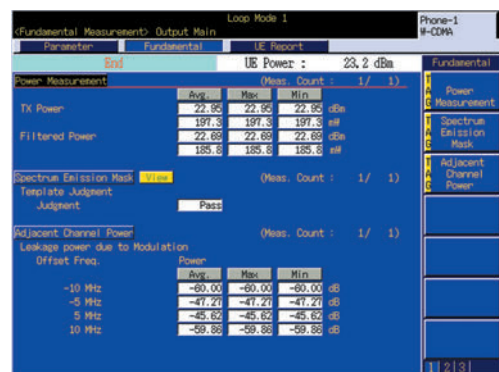 Loop Mode 1
Phone-1
<Fundamental Measurement> Output Main
W-CDMA
Parameter Fundamental UE Report
End UE Power : 23.2 dBm Fundamental
Power Measurement (Meas. Count : 1/ 1)
Avg. Max Min
TX Power 22.95 22.95 22.95 dBm
197.3 197.3 197.3 mW
Filtered Power 22.69 22.69 22.69 dBm
185.8 185.8 185.8 mW
Spectrum Emission Mask View (Meas. Count : 1/ 1)
Template Judgment
Judgment Pass
Adjacent Channel Power (Meas. Count : 1/ 1)
Leakage power due to Modulation
Offset Freq. Power
Avg. Max Min
-10 MHz -60.00 -60.00 -60.00 dB
-5 MHz -47.27 -47.27 -47.27 dB
5 MHz -45.62 -45.62 -45.62 dB
10 MHz -59.86 -59.86 -59.86 dB
TAG
Power
Measurement
TAG
Spectrum
Emission
Mask
TAG
Adjacent
Channel
Power
1 2 3